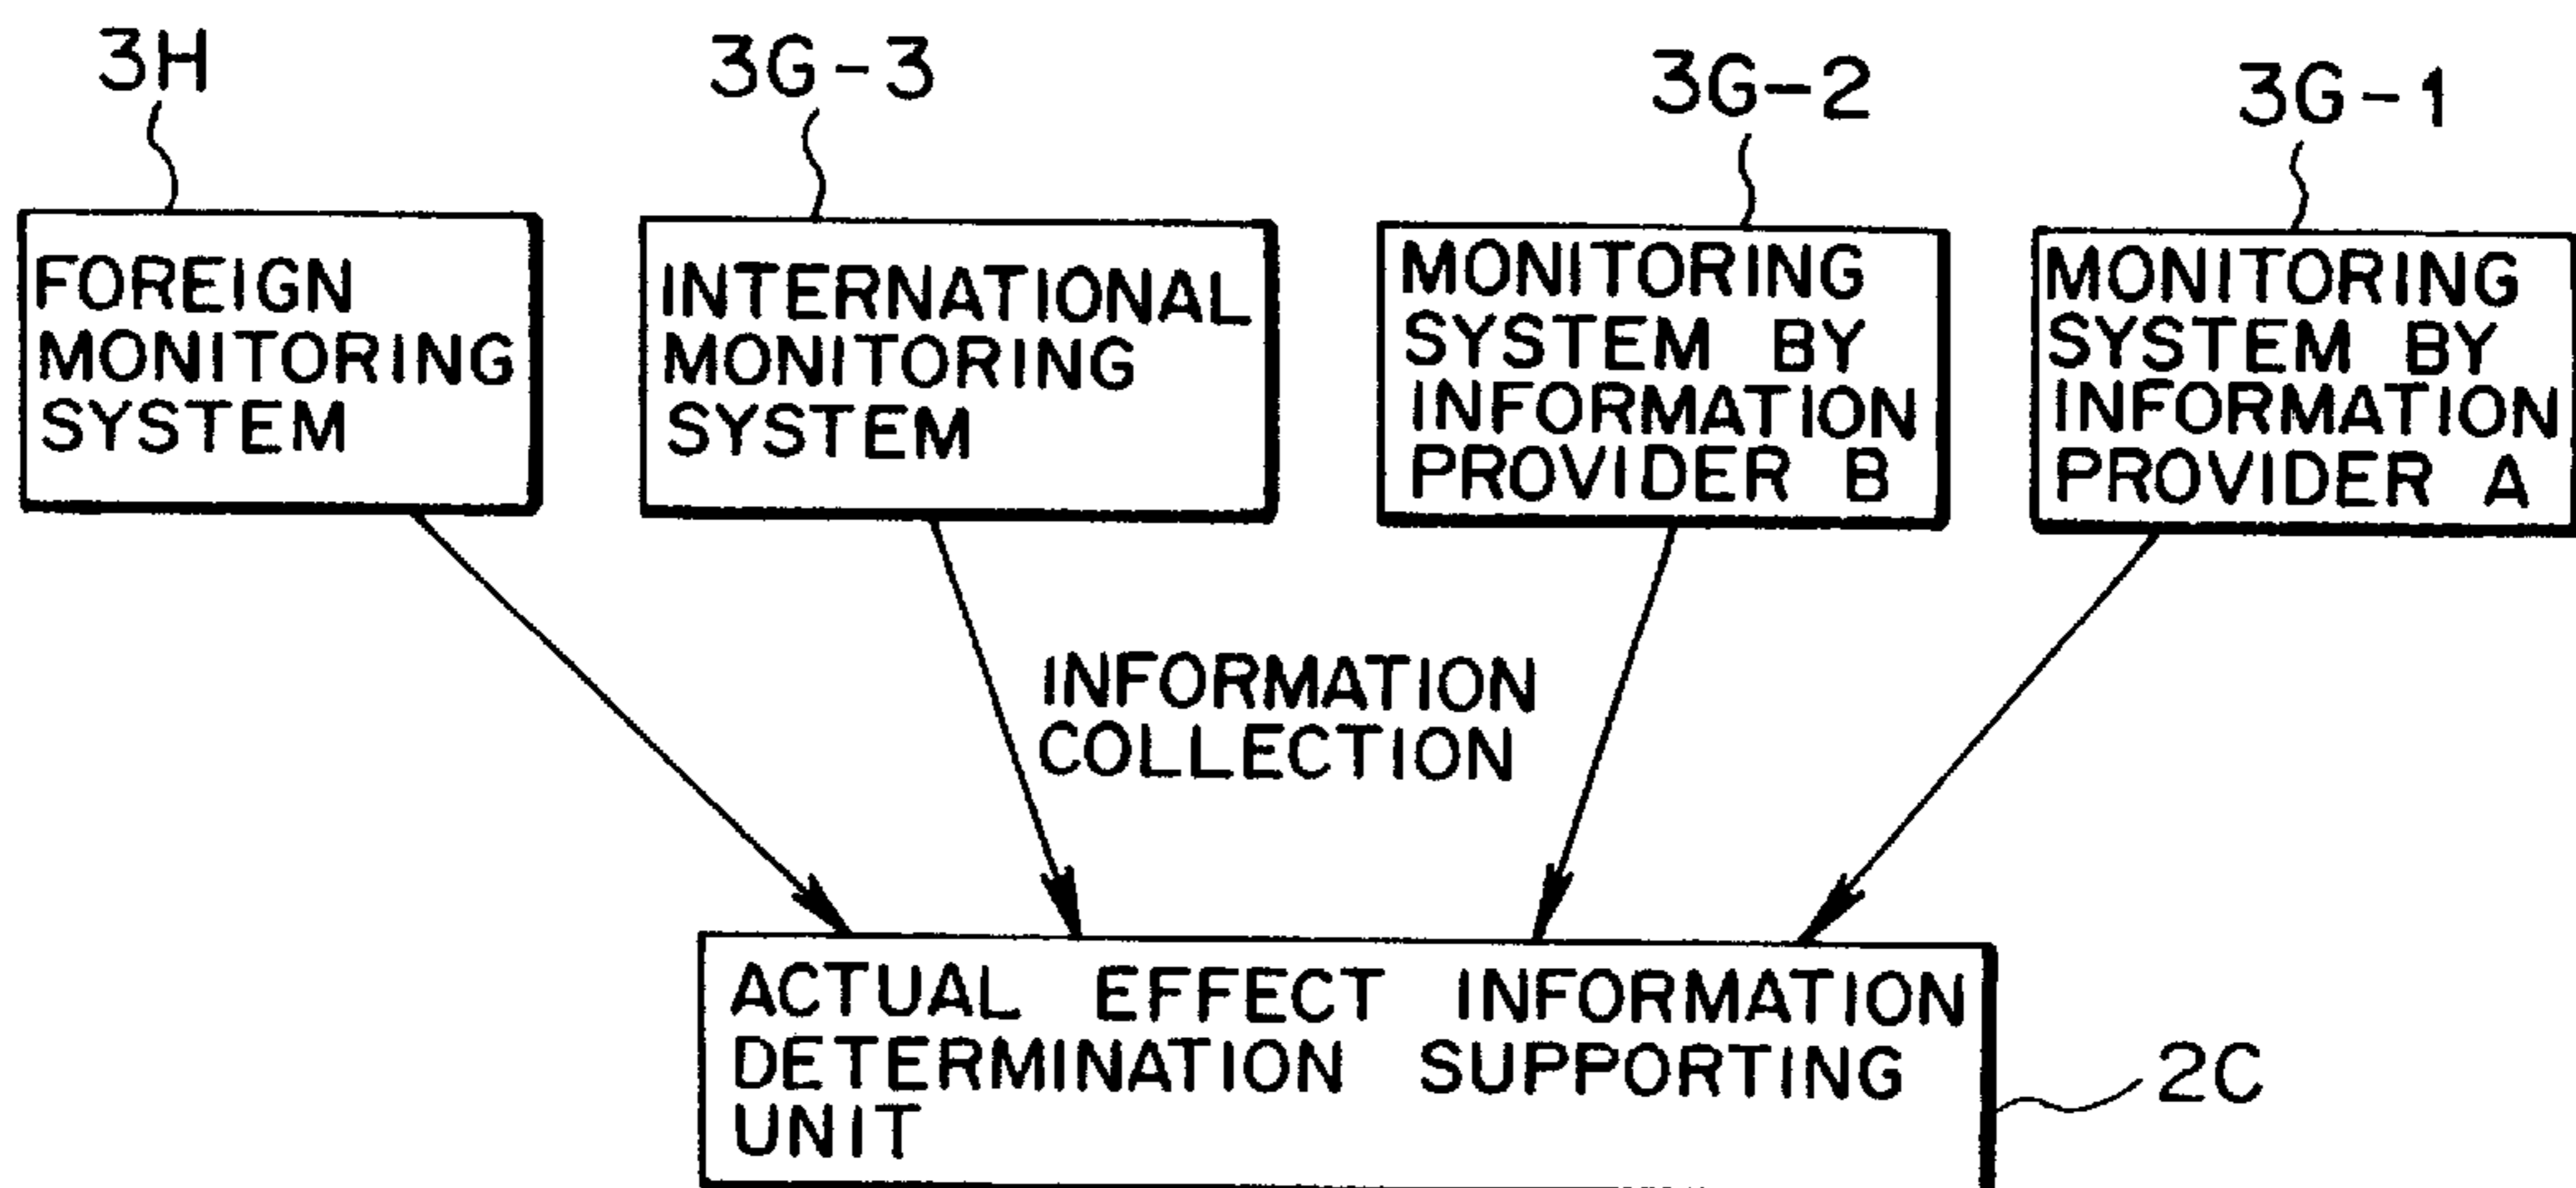 3H
3G-3
3G-2
3G-1
FOREIGN
MONITORING
SYSTEM
INTERNATIONAL
MONITORING
SYSTEM
MONITORING
SYSTEM BY
INFORMATION
PROVIDER B
MONITORING
SYSTEM BY
INFORMATION
PROVIDER A
INFORMATION
COLLECTION
ACTUAL EFFECT INFORMATION
DETERMINATION SUPPORTING
UNIT
2C